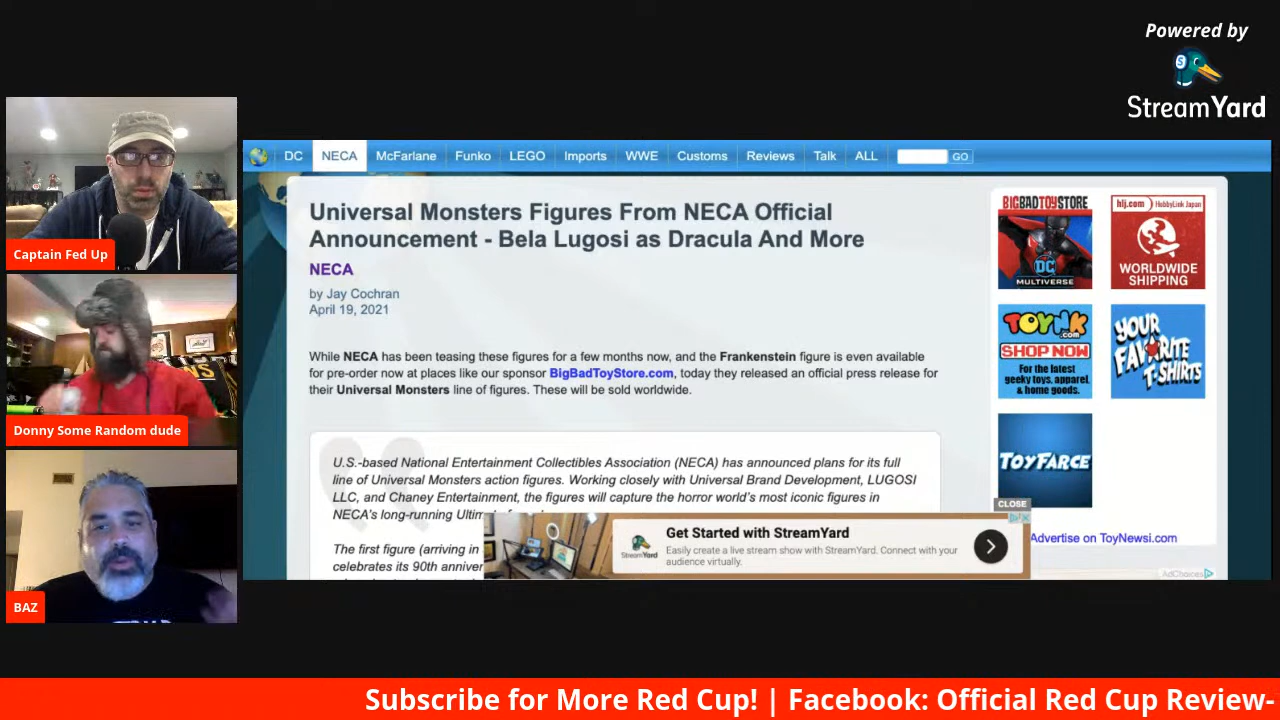 Powered by
StreamYard
Captain Fed Up
Donny Some Random dude
BAZ
DC NECA McFarlane Funko LEGO Imports WWE Customs Reviews Talk ALL GO
Universal Monsters Figures From NECA Official
Announcement - Bela Lugosi as Dracula And More
NECA
by Jay Cochran
April 19, 2021
While NECA has been teasing these figures for a few months now, and the Frankenstein figure is even available
for pre-order now at places like our sponsor BigBadToyStore.com, today they released an official press release for
their Universal Monsters line of figures. These will be sold worldwide.
U.S.-based National Entertainment Collectibles Association (NECA) has announced plans for its full
line of Universal Monsters action figures. Working closely with Universal Brand Development, LUGOSI
LLC, and Chaney Entertainment, the figures will capture the horror world's most iconic figures in
NECA's long-running
The first figure (arriving in
celebrates its 90th
BIGBADTOYSTORE
DC
MULTIVERSE
hlj.com HobbyLink Japan
WORLDWIDE
SHIPPING
TOYNK
.com
SHOP NOW
For the latest
geeky toys, apparel,
& home goods.
YOUR
FAVORITE
T-SHIRTS
TOYFARCE
CLOSE
Get Started with StreamYard
Easily create a live stream show with StreamYard. Connect with your
audience virtually.
StreamYard
Advertise on ToyNewsi.com
AdChoices
Subscribe for More Red Cup! | Facebook: Official Red Cup Review-